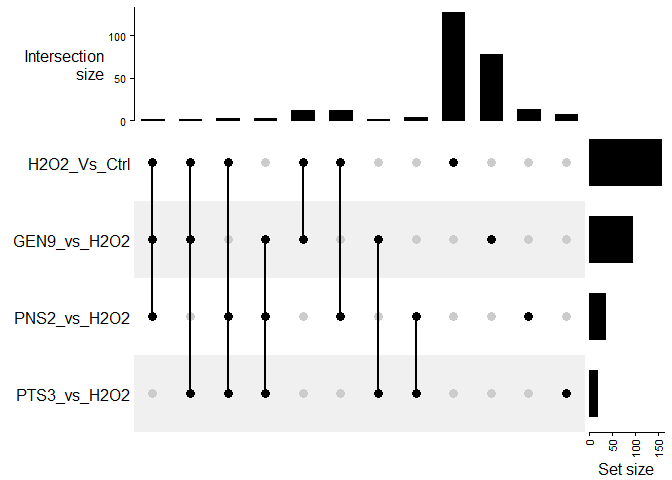 Intersection
size
100
50
0
H2O2_Vs_Ctrl
GEN9_vs_H2O2
PNS2_vs_H2O2
PTS3_vs_H2O2
0
50
100
150
Set size